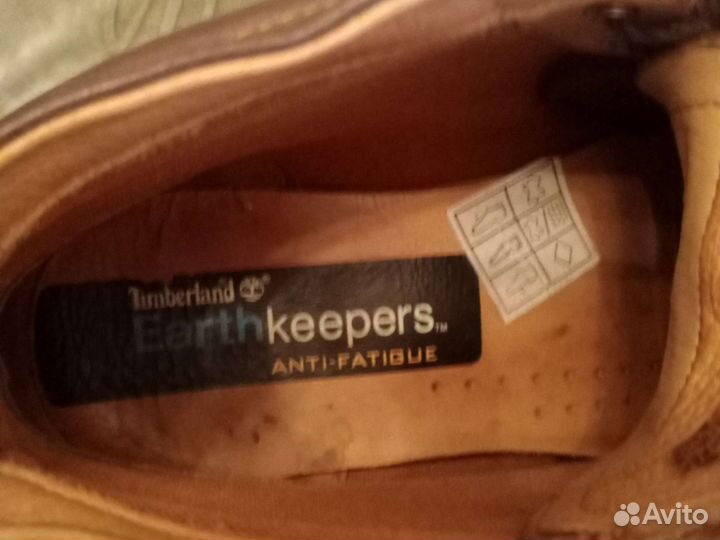 Timberland ®
Earthkeepers™
ANTI-FATIGUE
Avito